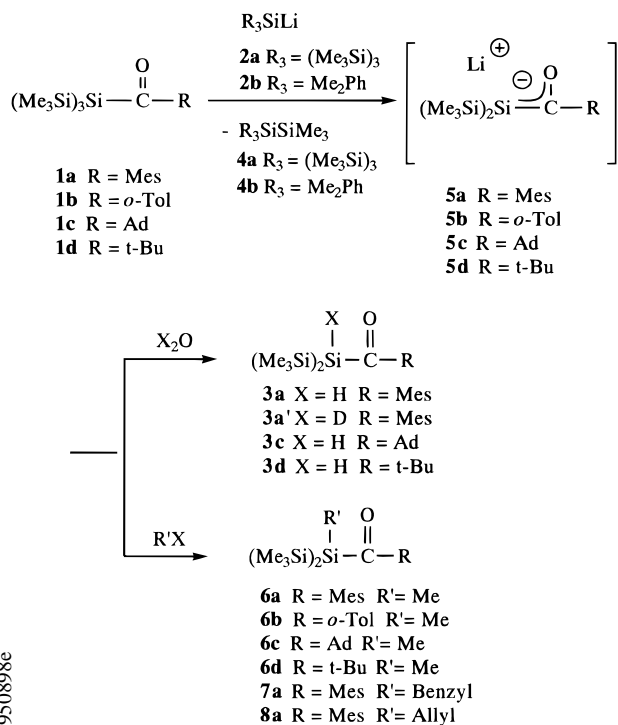 R₃SiLi
2a R₃ = (Me₃Si)₃
2b R₃ = Me₂Ph
(Me₃Si)₃Si — C — R
O
- R₃SiSiMe₃
4a R₃ = (Me₃Si)₃
4b R₃ = Me₂Ph
1a R = Mes
1b R = o-Tol
1c R = Ad
1d R = t-Bu
Li ⊕
⊖ O
(Me₃Si)₂Si = C — R
5a R = Mes
5b R = o-Tol
5c R = Ad
5d R = t-Bu
X₂O
X O
(Me₃Si)₂Si — C — R
3a X = H R = Mes
3a' X = D R = Mes
3c X = H R = Ad
3d X = H R = t-Bu
R'X
R' O
(Me₃Si)₂Si — C — R
6a R = Mes R'= Me
6b R = o-Tol R'= Me
6c R = Ad R'= Me
6d R = t-Bu R'= Me
7a R = Mes R'= Benzyl
8a R = Mes R'= Allyl
950898e